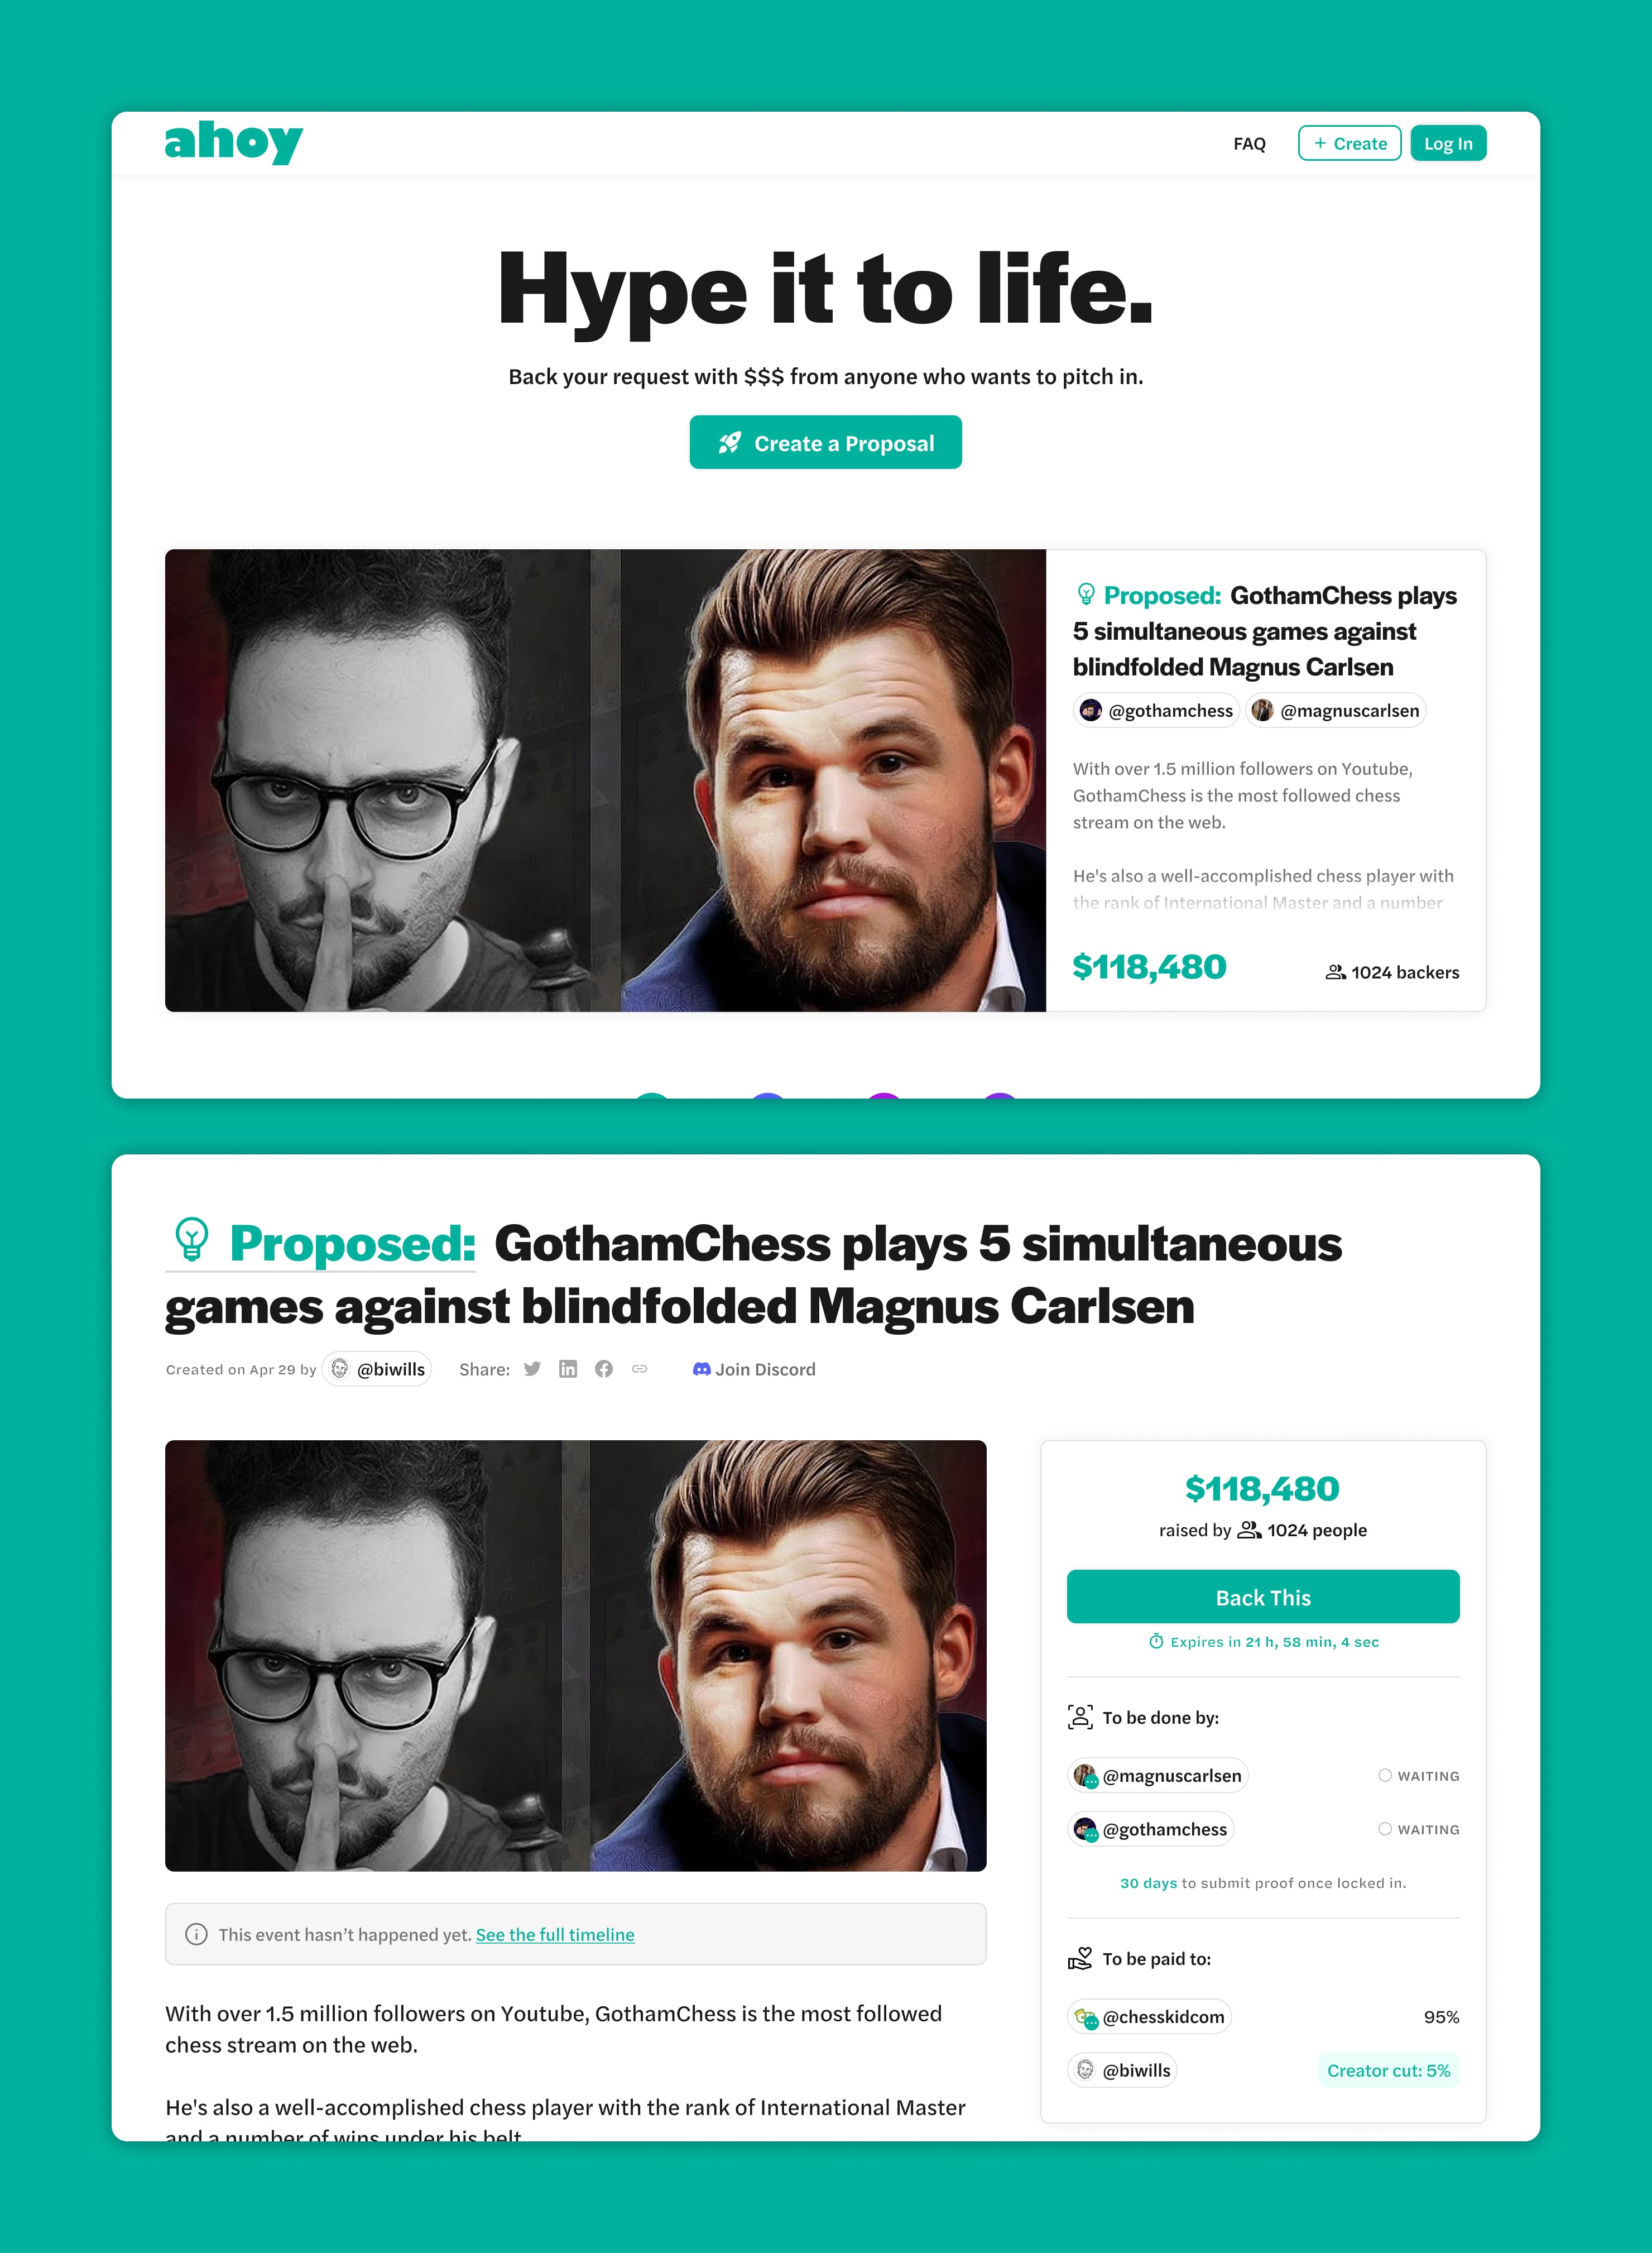 ahoy
FAQ
+ Create
Log In
Hype it to life.
Back your request with $$$ from anyone who wants to pitch in.
Create a Proposal
Proposed: GothamChess plays
5 simultaneous games against
blindfolded Magnus Carlsen
@gothamchess @magnuscarlsen
With over 1.5 million followers on Youtube,
GothamChess is the most followed chess
stream on the web.
He's also a well-accomplished chess player with
the rank of International Master and a number
$118,480
1024 backers
Proposed: GothamChess plays 5 simultaneous
games against blindfolded Magnus Carlsen
Created on Apr 29 by @biwills Share: Join Discord
$118,480
raised by 1024 people
Back This
Expires in 21 h, 58 min, 4 sec
To be done by:
@magnuscarlsen WAITING
@gothamchess WAITING
30 days to submit proof once locked in.
To be paid to:
@chesskidcom 95%
@biwills Creator cut: 5%
This event hasn’t happened yet. See the full timeline
With over 1.5 million followers on Youtube, GothamChess is the most followed
chess stream on the web.
He's also a well-accomplished chess player with the rank of International Master
and a number of wins under his belt.